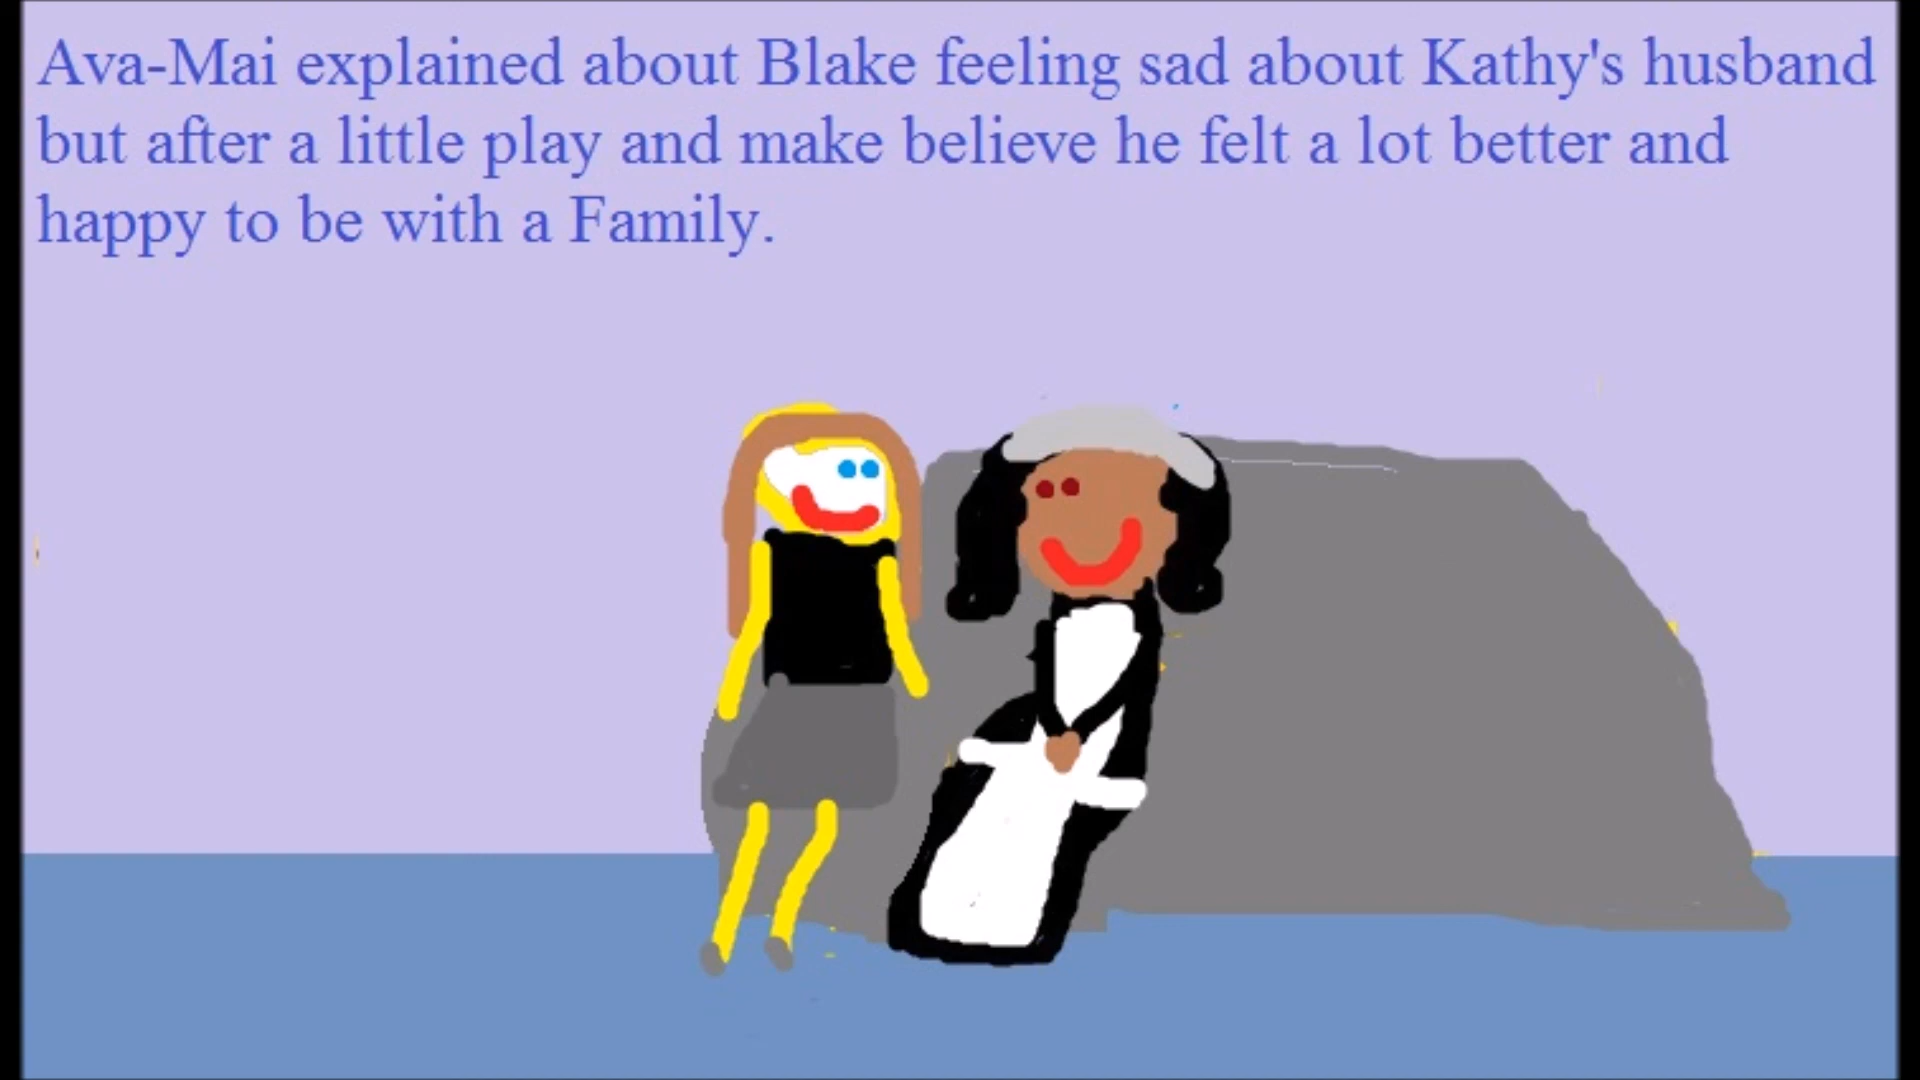 Ava-Mai explained about Blake feeling sad about Kathy's husband
but after a little play and make believe he felt a lot better and
happy to be with a Family.